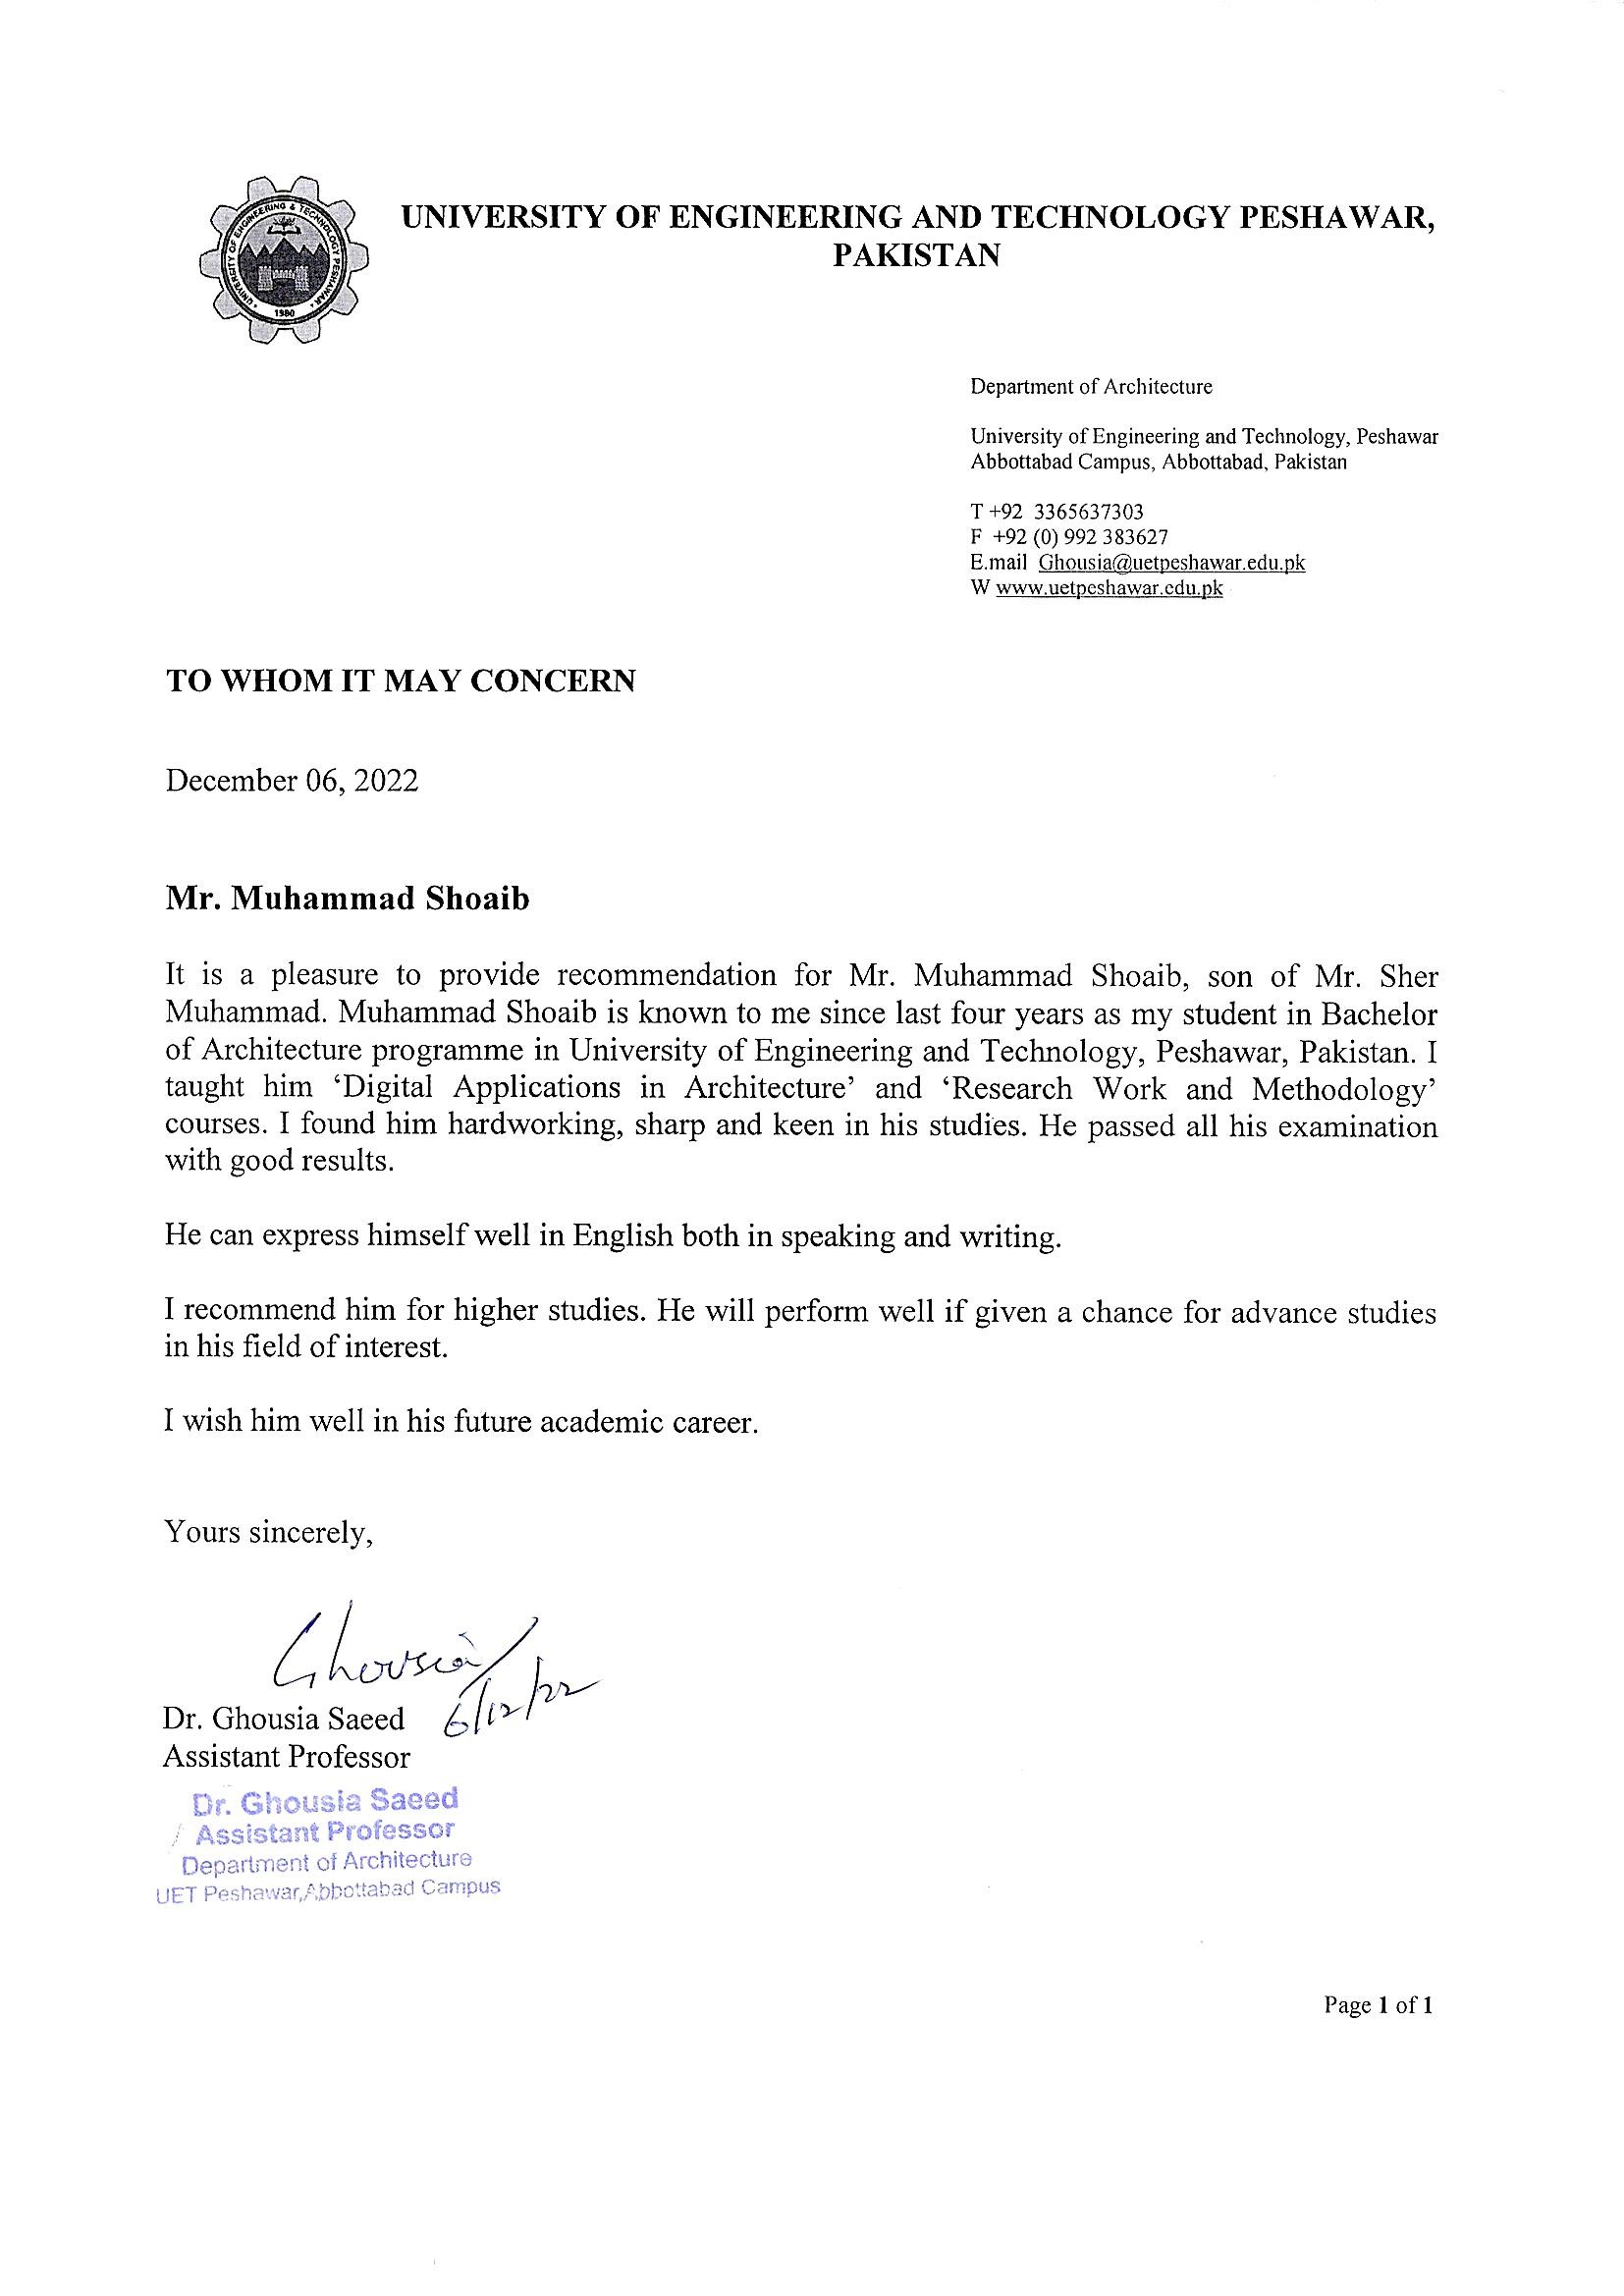 UNIVERSITY OF ENGINEERING & TECHNOLOGY PESHAWAR
1980
UNIVERSITY OF ENGINEERING AND TECHNOLOGY PESHAWAR,
PAKISTAN
Department of Architecture
University of Engineering and Technology, Peshawar
Abbottabad Campus, Abbottabad, Pakistan
T +92 3365637303
F +92 (0) 992 383627
E.mail Ghousia@uetpeshawar.edu.pk
W www.uetpeshawar.edu.pk
TO WHOM IT MAY CONCERN
December 06, 2022
Mr. Muhammad Shoaib
It is a pleasure to provide recommendation for Mr. Muhammad Shoaib, son of Mr. Sher
Muhammad. Muhammad Shoaib is known to me since last four years as my student in Bachelor
of Architecture programme in University of Engineering and Technology, Peshawar, Pakistan. I
taught him ‘Digital Applications in Architecture’ and ‘Research Work and Methodology’
courses. I found him hardworking, sharp and keen in his studies. He passed all his examination
with good results.
He can express himself well in English both in speaking and writing.
I recommend him for higher studies. He will perform well if given a chance for advance studies
in his field of interest.
I wish him well in his future academic career.
Yours sincerely,
Ghousia
6/12/22
Dr. Ghousia Saeed
Assistant Professor
Dr. Ghousia Saeed
Assistant Professor
Department of Architecture
UET Peshawar,Abbottabad Campus
Page 1 of 1